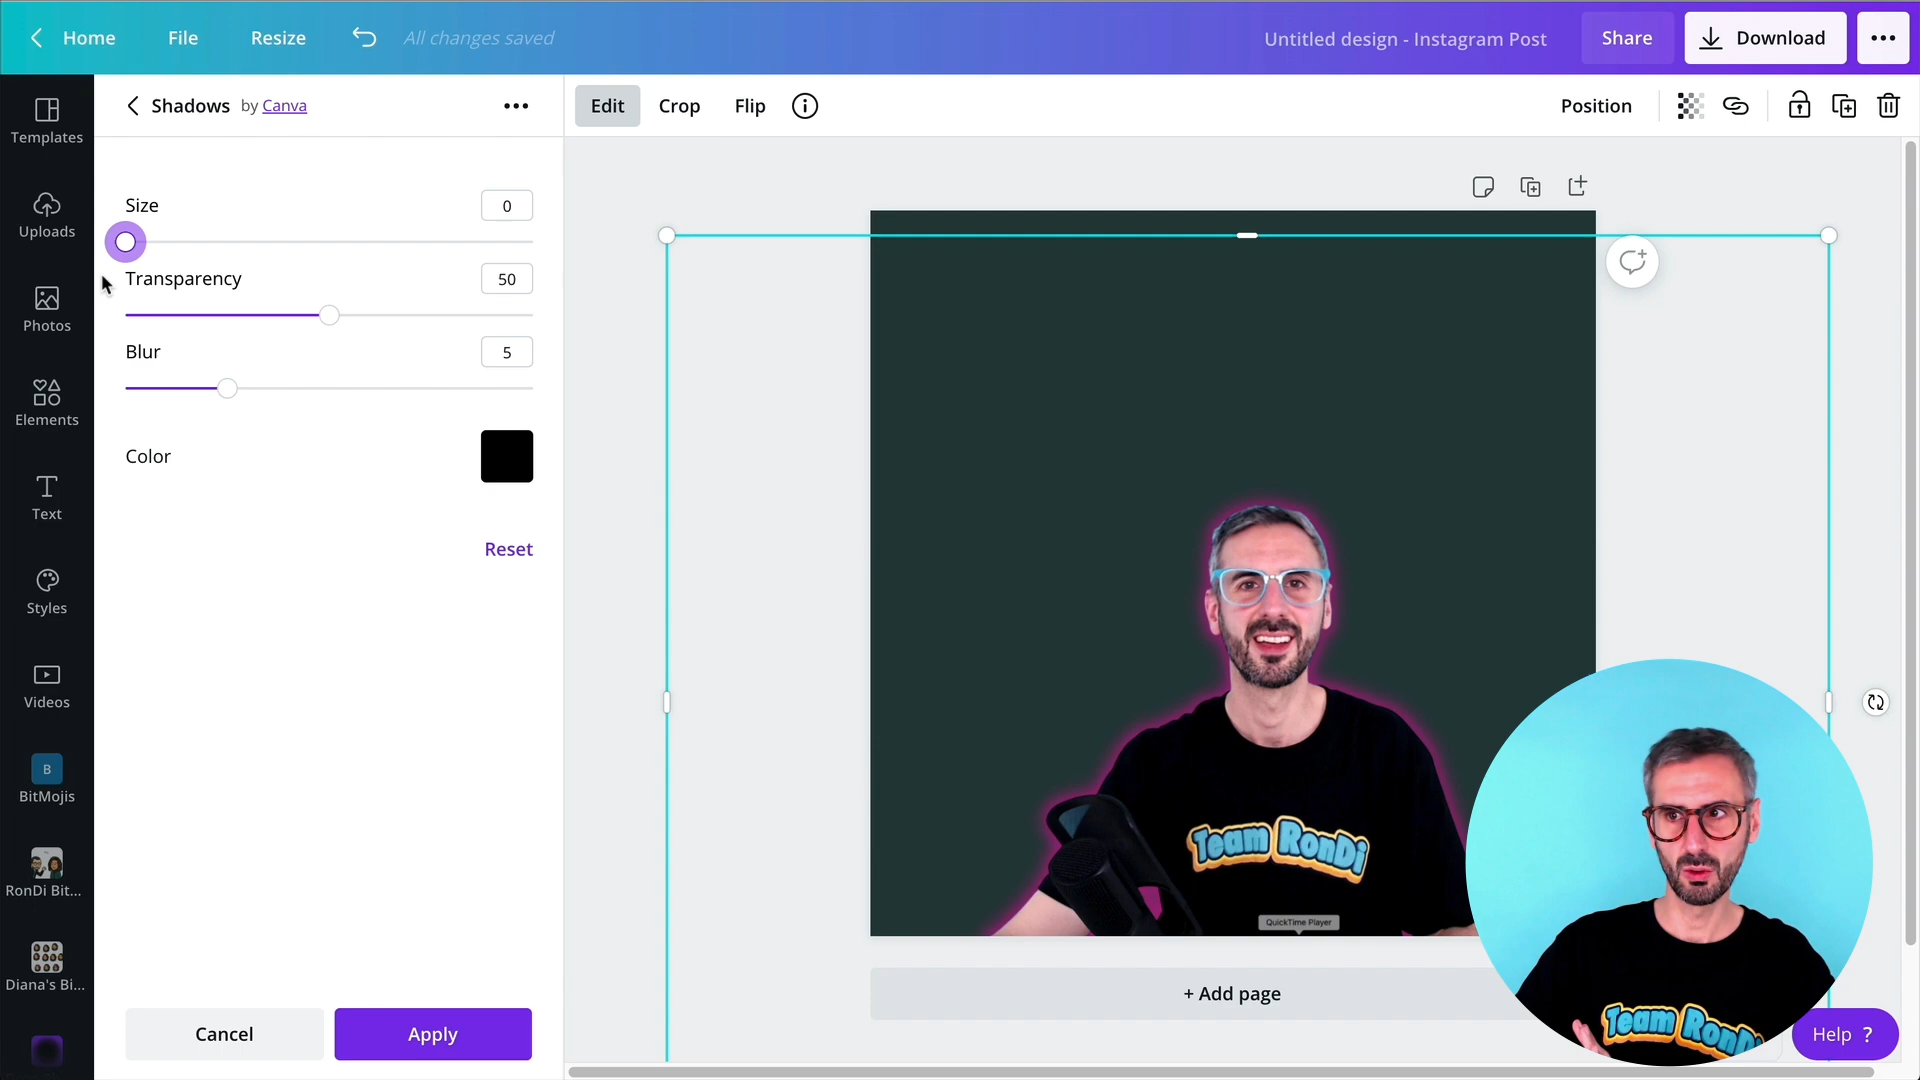 Home
File
Resize
All changes saved
Untitled design - Instagram Post
Share
Download
Templates
Uploads
Photos
Elements
Text
Styles
Videos
B
BitMojis
RonDi Bit...
Diana's Bi...
Shadows by Canva
Size
0
Transparency
50
Blur
5
Color
Reset
Cancel
Apply
Edit
Crop
Flip
Position
Team RonDi
QuickTime Player
+ Add page
Team RonDi
Help ?